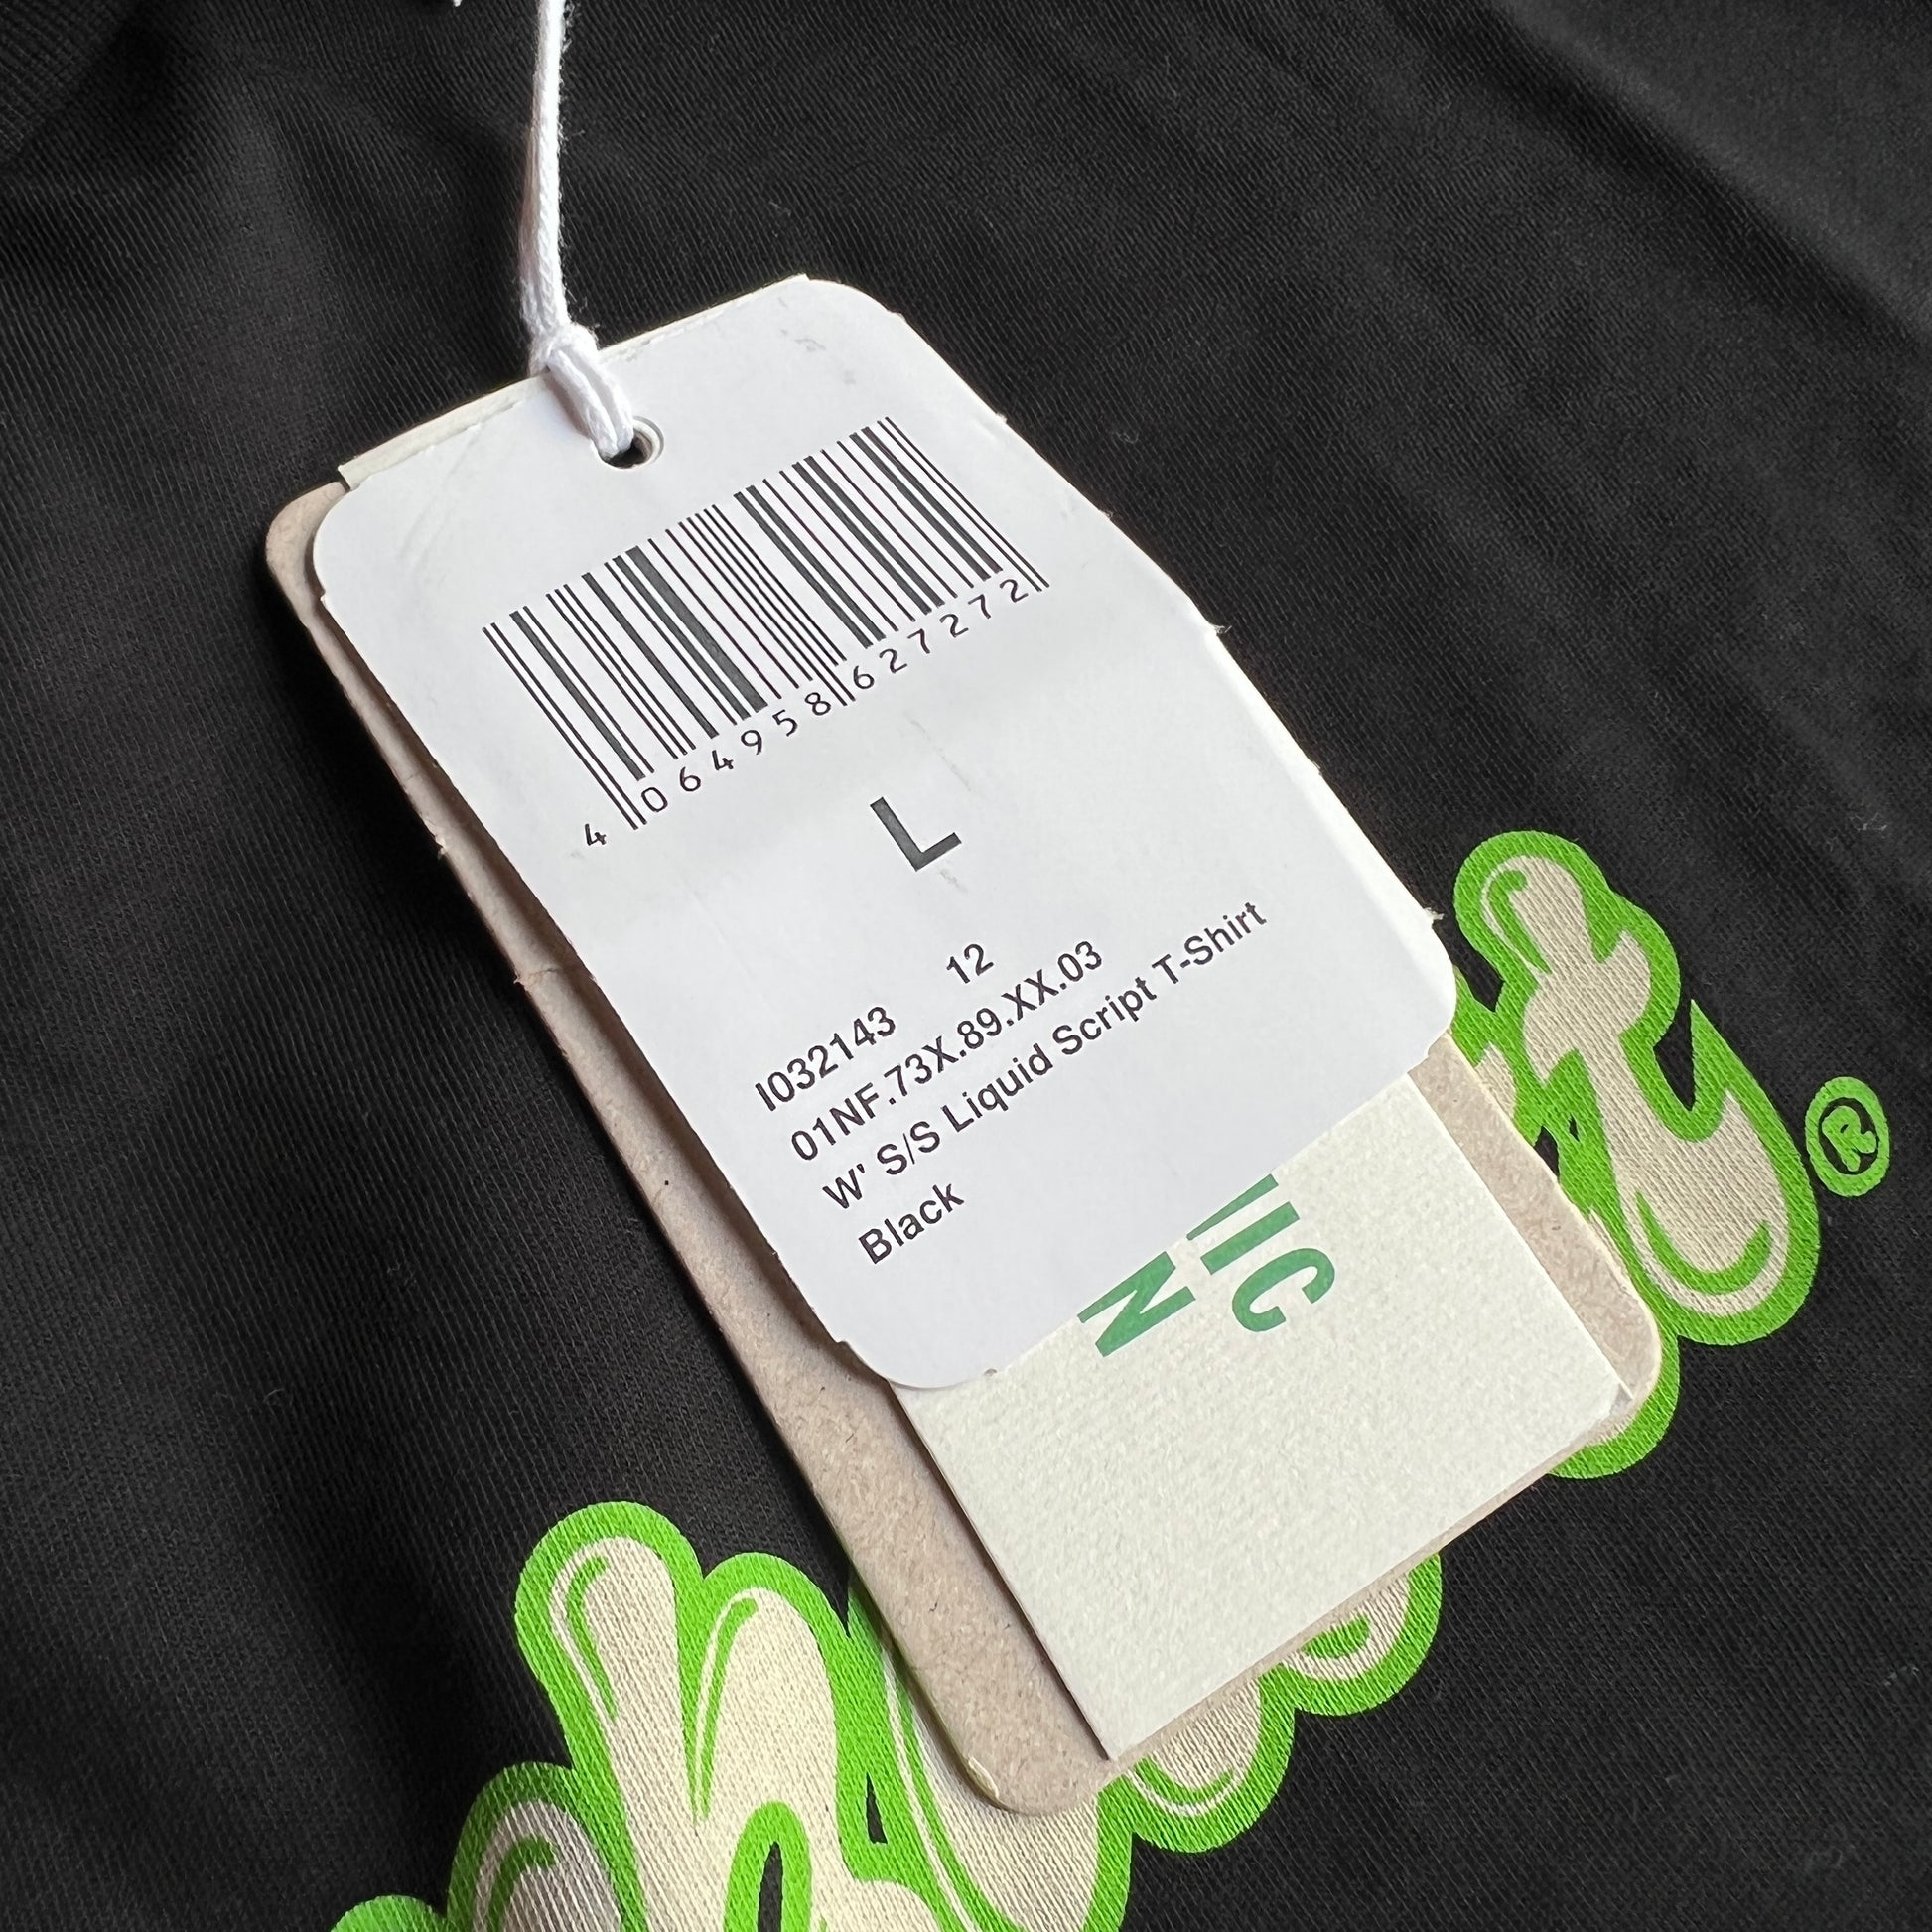 4 064958 627272
L
I032143 12
01NF.73X.89.XX.03
W' S/S Liquid Script T-Shirt
Black
®